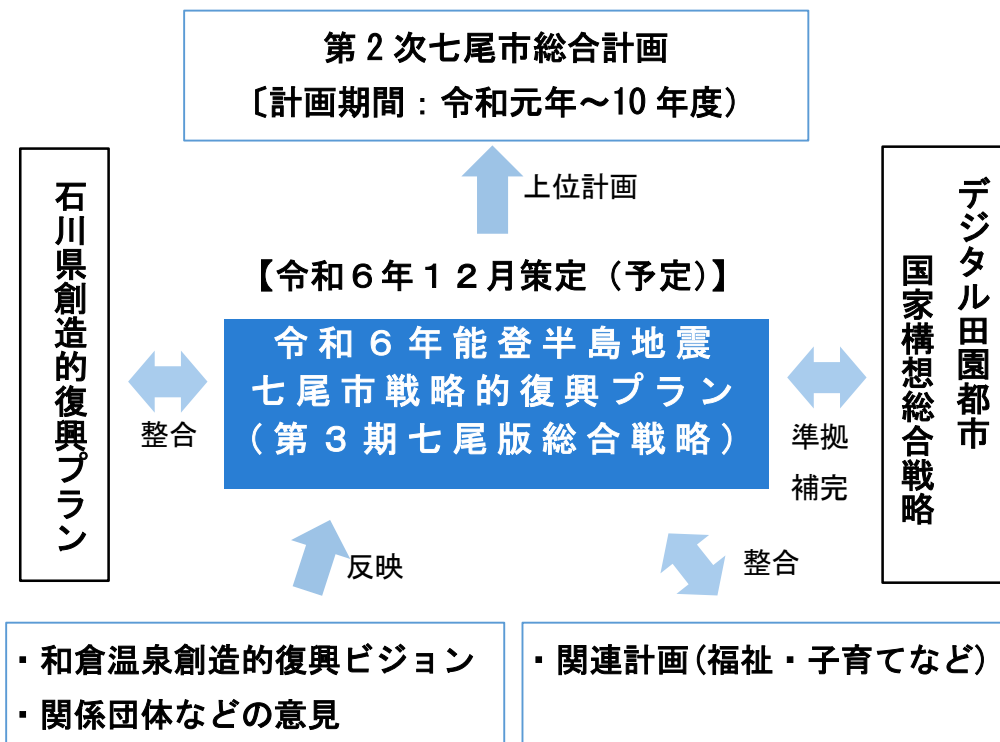 第2次七尾市総合計画
〔計画期間：令和元年～10年度）
上位計画
石川県創造的復興プラン
デジタル田園都市
国家構想総合戦略
【令和６年１２月策定（予定）】
令和６年能登半島地震
七尾市戦略的復興プラン
（第３期七尾版総合戦略）
整合
準拠
補完
反映
整合
・和倉温泉創造的復興ビジョン
・関係団体などの意見
・関連計画(福祉・子育てなど)